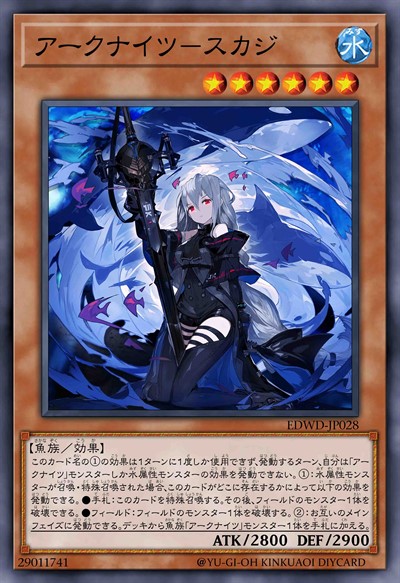 アークナイツースカジ
水
EDWD-JP028
【魚族／効果】
このカード名の①の効果は1ターンに1度しか使用できず、発動するターン、自分は「アー
クナイツ」モンスターしか水属性モンスターの効果を発動できない。①：水属性モン
スターが召喚・特殊召喚された場合、このカードがどこに存在するかによって以下の効果を
発動できる。●手札：このカードを特殊召喚する。その後、フィールドのモンスター1体を
破壊できる。●フィールド：フィールドのモンスター1体を破壊する。②：お互いのメイン
フェイズに発動できる。デッキから魚族「アークナイツ」モンスター1体を手札に加える。
ATK/2800 DEF/2900
29011741
@YU-GI-OH KINKUAOI DIYCARD